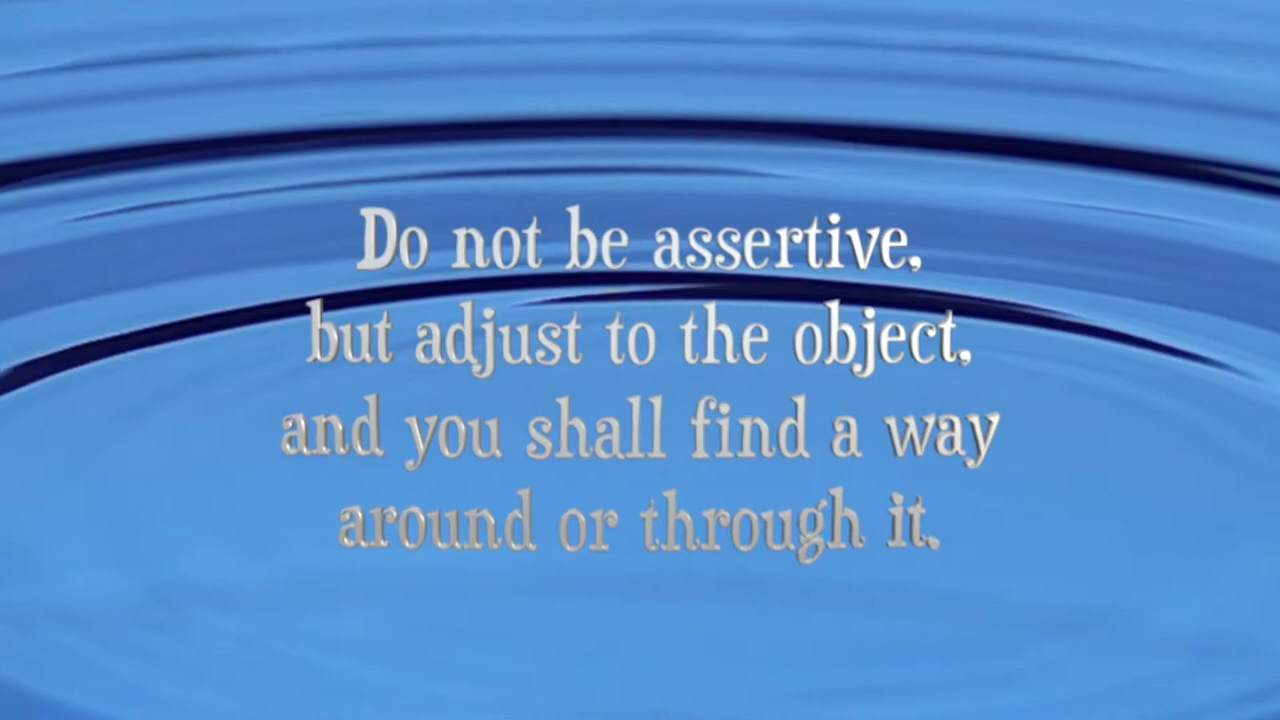 Do not be assertive,
but adjust to the object,
and you shall find a way
around or through it.